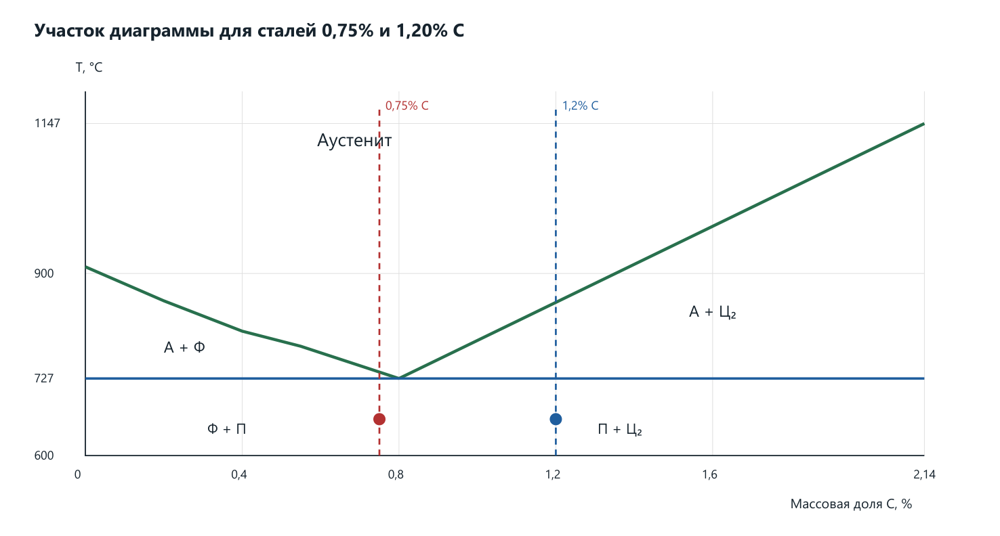 Участок диаграммы для сталей 0,75% и 1,20% C
T, °C
0,75% C
1,2% C
1147
Аустенит
900
А + Ц₂
А + Ф
727
Ф + П
П + Ц₂
600
0
0,4
0,8
1,2
1,6
2,14
Массовая доля C, %